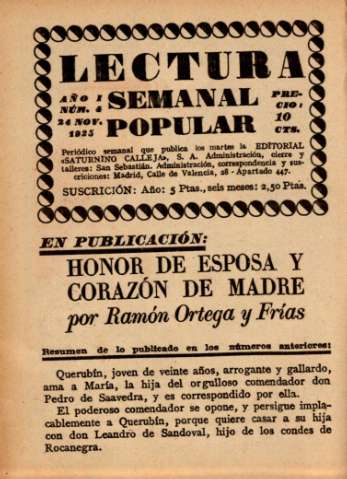 LECTURA
AÑO I
NÚM. 4
24 NOV.
1925
SEMANAL
POPULAR
PRE-
CIO:
10
CTS.
Periódico semanal que publica los martes la EDITORIAL
«SATURNINO CALLEJA», S. A. Administración, cierre y
talleres: San Sebastián. Administración, correspondencia y sus-
criciones: Madrid, Calle de Valencia, 28 - Apartado 447.
SUSCRICIÓN: Año: 5 Ptas., seis meses: 2,50 Ptas.
EN PUBLICACIÓN:
HONOR DE ESPOSA Y
CORAZÓN DE MADRE
por Ramón Ortega y Frías
Resumen de lo publicado en los números anteriores:
Querubín, joven de veinte años, arrogante y gallardo,
ama a María, la hija del orgulloso comendador don
Pedro de Saavedra, y es correspondido por ella.
El poderoso comendador se opone, y persigue impla-
cablemente a Querubín, porque quiere casar a su hija
con don Leandro de Sandoval, hijo de los condes de
Rocanegra.